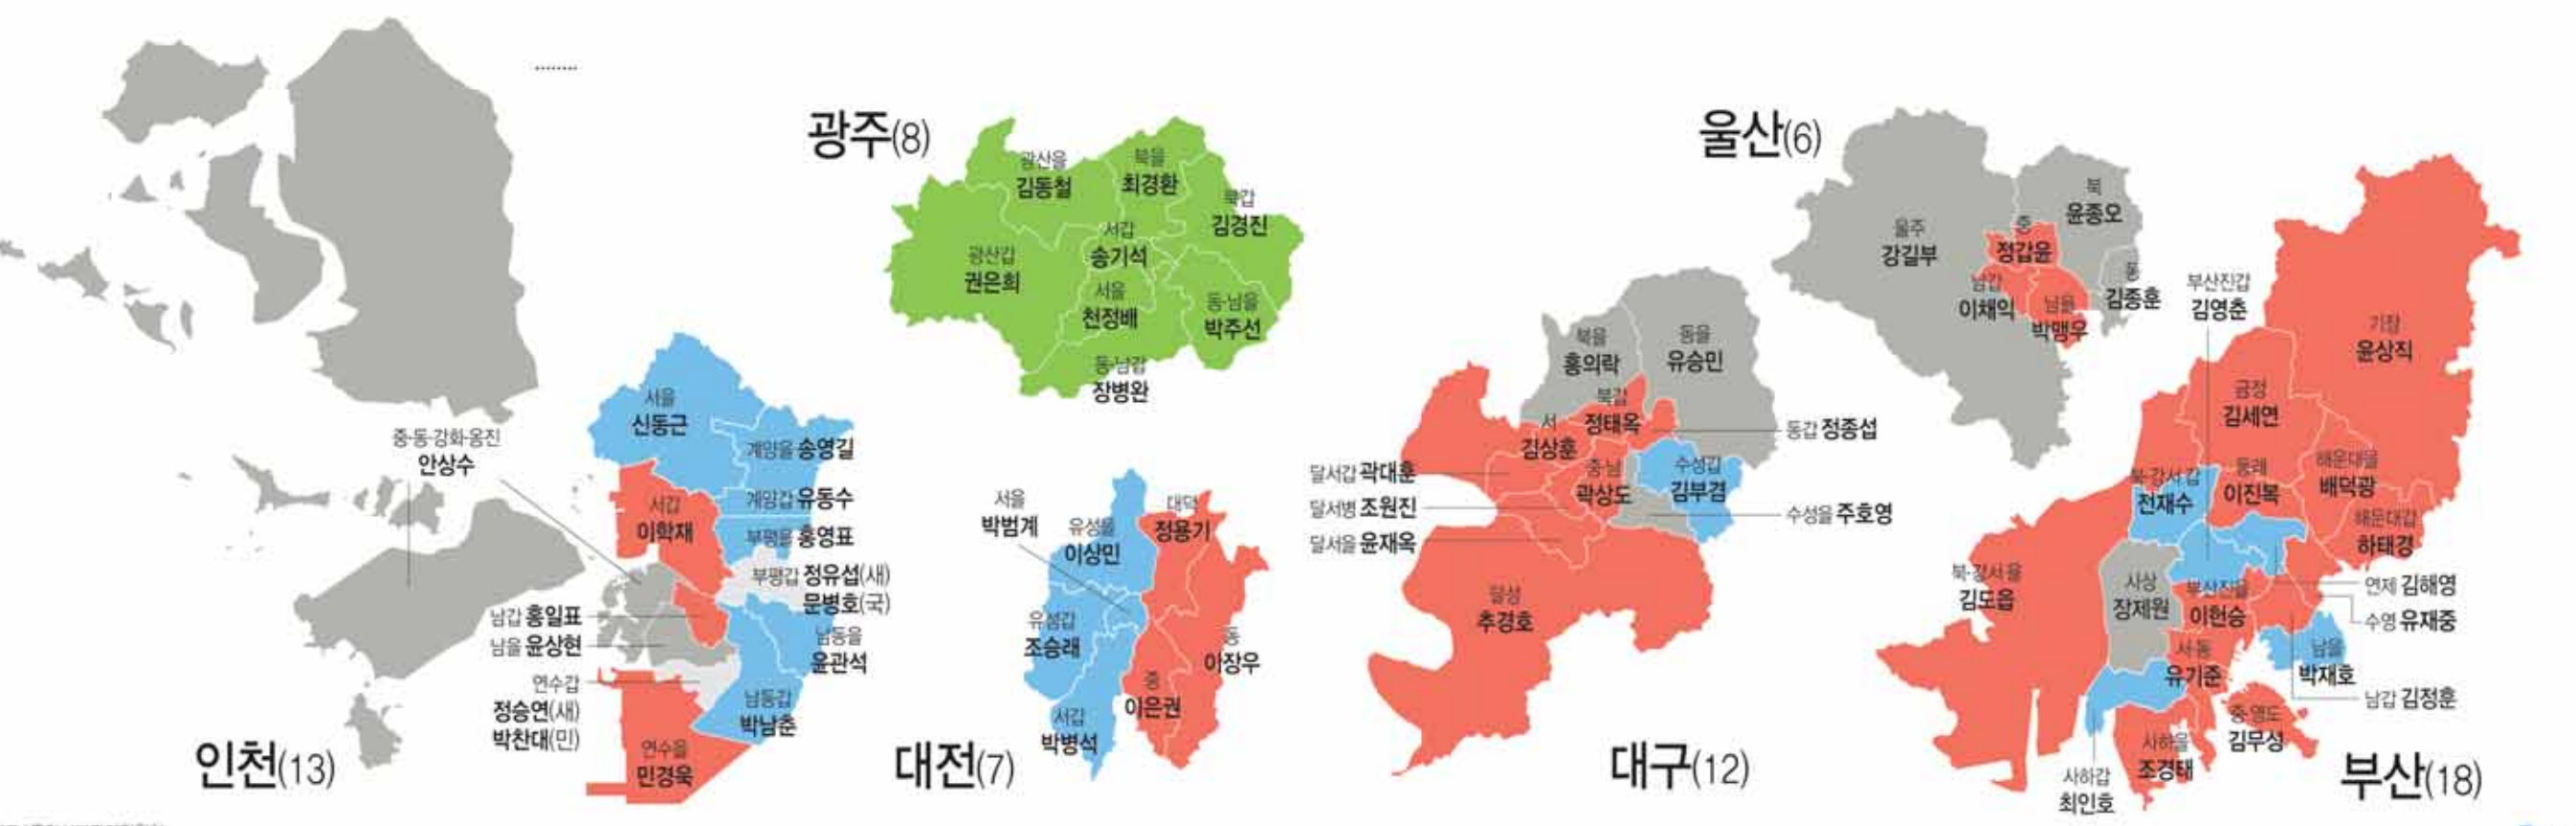 광주(8)
광산을
김동철
북을
최경환
북갑
김경진
서갑
송기석
광산갑
권은희
서을
천정배
동·남을
박주선
동·남갑
장병완
울산(6)
북
윤종오
울주
강길부
중
정갑윤
동
김종훈
남갑
이채익
남을
박맹우
인천(13)
중·동·강화·옹진
안상수
서을
신동근
계양을 송영길
계양갑 유동수
서갑
이학재
부평을 홍영표
부평갑 정유섭(새)
문병호(국)
남갑 홍일표
남을 윤상현
남동을
윤관석
연수갑
정승연(새)
박찬대(민)
남동갑
박남춘
연수을
민경욱
대전(7)
서을
박범계
유성을
이상민
대덕
정용기
유성갑
조승래
동
이장우
중
이은권
서갑
박병석
대구(12)
북을
홍의락
동을
유승민
북갑
정태옥
서
김상훈
동갑 정종섭
달서갑 곽대훈
중·남
곽상도
수성갑
김부겸
달서병 조원진
수성을 주호영
달서을 윤재옥
달성
추경호
부산(18)
부산진갑
김영춘
기장
윤상직
금정
김세연
북·강서 갑
전재수
동래
이진복
해운대을
배덕광
해운대갑
하태경
북·강서 을
김도읍
사상
장제원
부산진을
이헌승
연제 김해영
수영 유재중
서·동
유기준
남을
박재호
남갑 김정훈
중·영도
김무성
사하을
조경태
사하갑
최인호